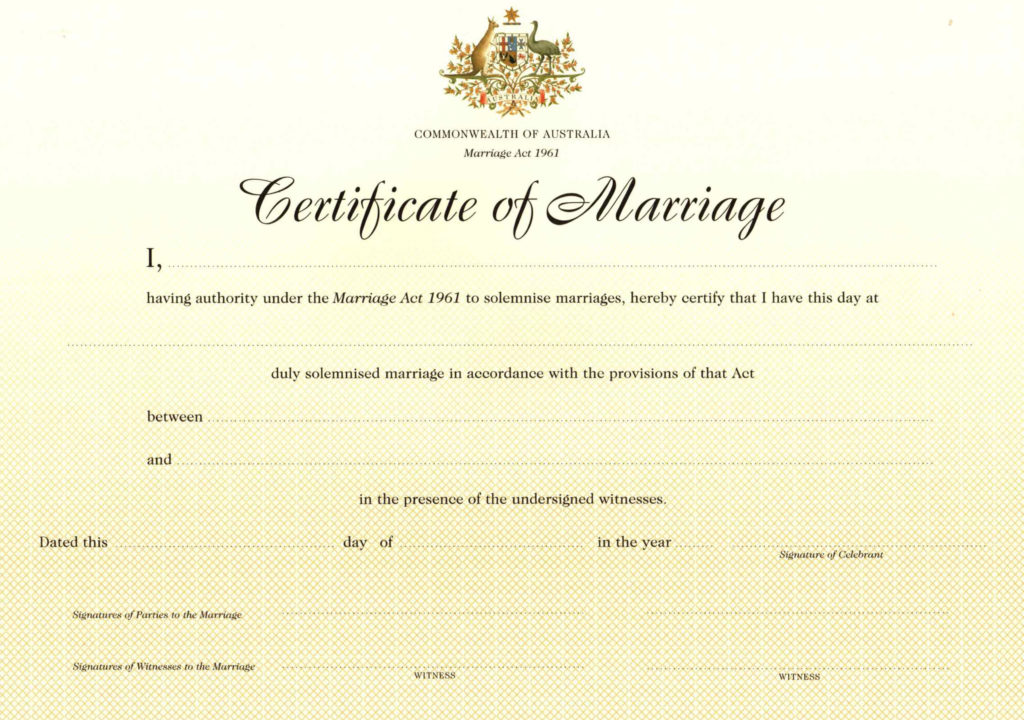 AUSTRALIA
COMMONWEALTH OF AUSTRALIA
Marriage Act 1961
Certificate of Marriage
I,
having authority under the Marriage Act 1961 to solemnise marriages, hereby certify that I have this day at
duly solemnised marriage in accordance with the provisions of that Act
between
and
in the presence of the undersigned witnesses.
Dated this day of in the year
Signature of Celebrant
Signatures of Parties to the Marriage
Signatures of Witnesses to the Marriage
WITNESS WITNESS